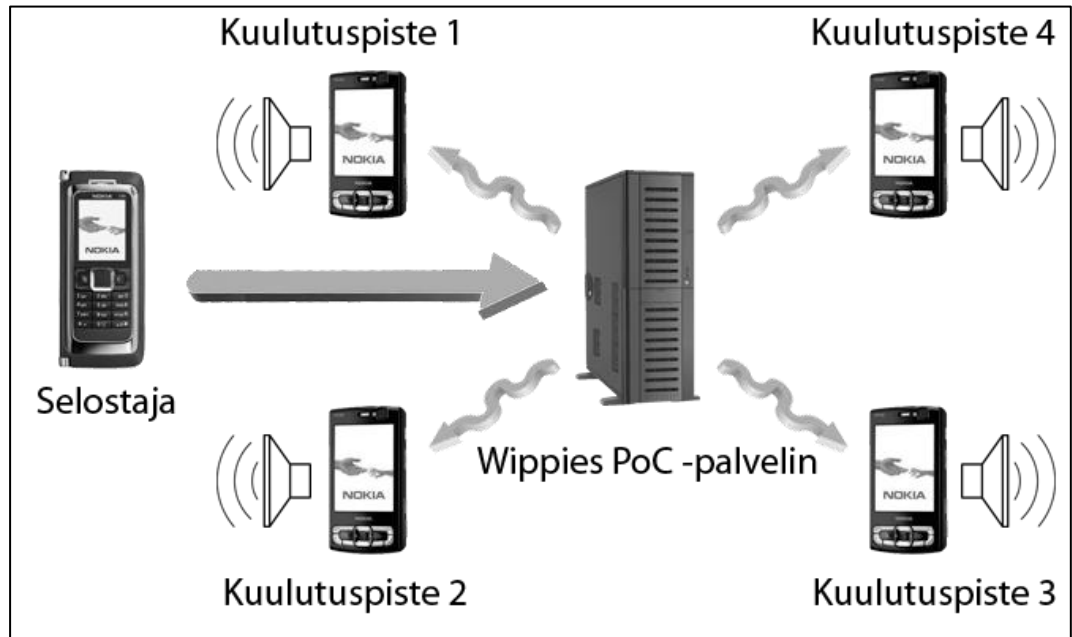 Kuulutuspiste 1
Kuulutuspiste 4
NOKIA
NOKIA
NOKIA
Selostaja
Wippies PoC -palvelin
NOKIA
NOKIA
Kuulutuspiste 2
Kuulutuspiste 3